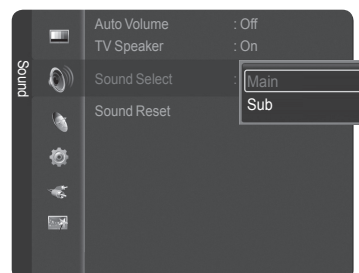 Sound
Auto Volume : Off
TV Speaker : On
Sound Select : Main
Sub
Sound Reset